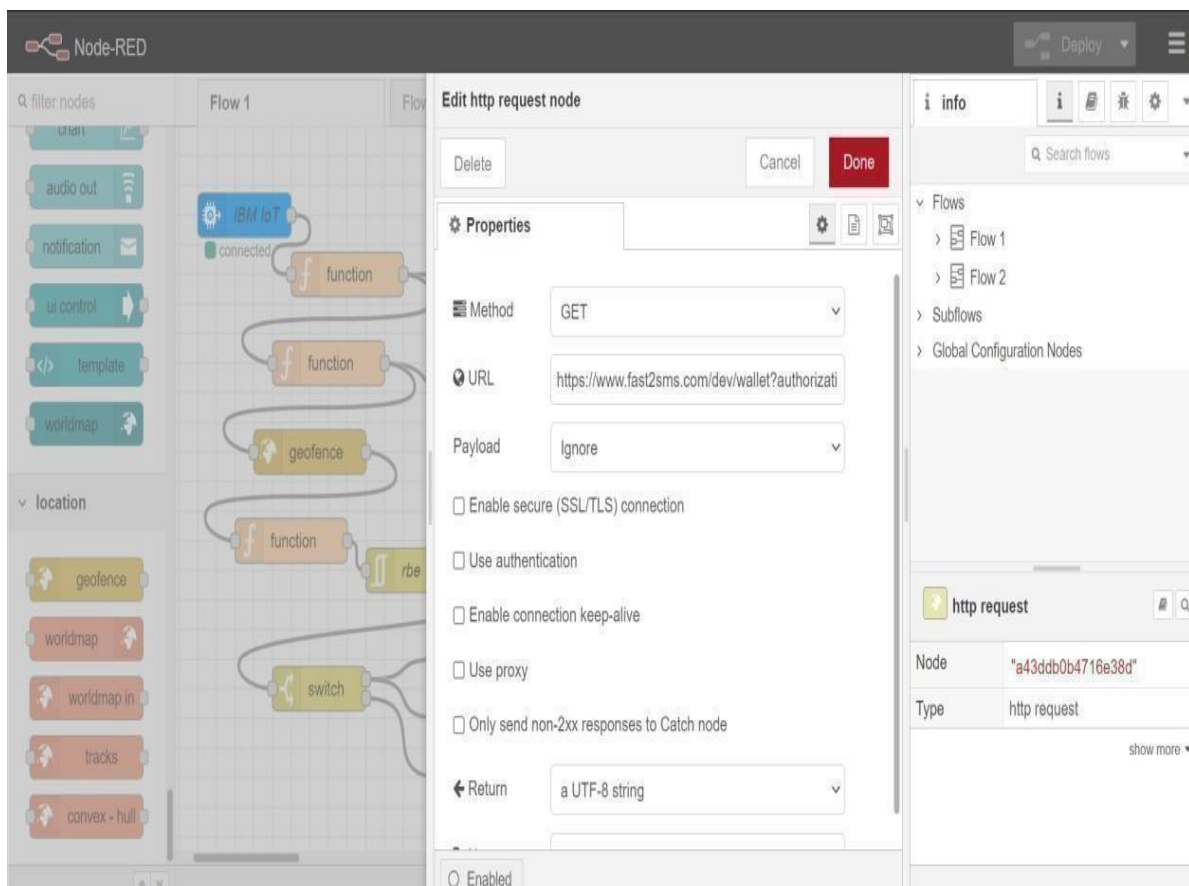 Node-RED
Deploy
filter nodes
chart
audio out
notification
ui control
</> template
worldmap
location
geofence
worldmap
worldmap in
tracks
convex - hull
Flow 1
Flow
IBM IoT
connected
function
function
geofence
function
rbe
switch
Edit http request node
Delete
Cancel
Done
Properties
Method
GET
URL
https://www.fast2sms.com/dev/wallet?authorizati
Payload
Ignore
Enable secure (SSL/TLS) connection
Use authentication
Enable connection keep-alive
Use proxy
Only send non-2xx responses to Catch node
Return
a UTF-8 string
Enabled
i info
i
Search flows
Flows
Flow 1
Flow 2
Subflows
Global Configuration Nodes
http request
Node
"a43ddb0b4716e38d"
Type
http request
show more